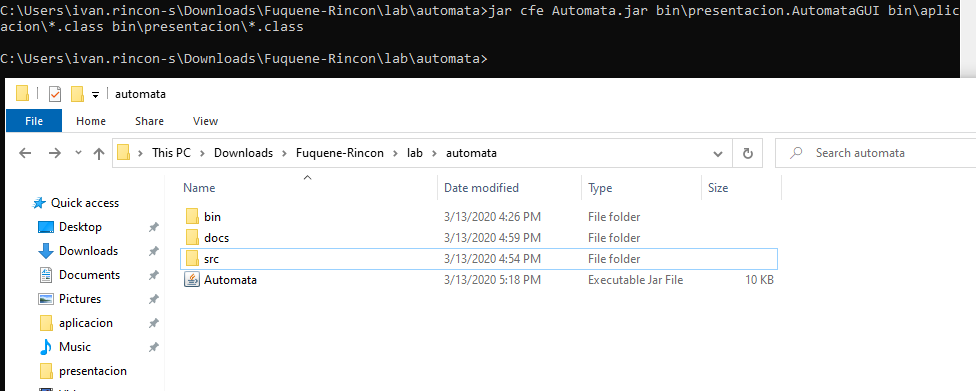 C:\Users\ivan.rincon-s\Downloads\Fuquene-Rincon\lab\automata>jar cfe Automata.jar bin\presentacion.AutomataGUI bin\aplic
acion\*.class bin\presentacion\*.class
C:\Users\ivan.rincon-s\Downloads\Fuquene-Rincon\lab\automata>
automata
File Home Share View
This PC Downloads Fuquene-Rincon lab automata Search automata
Name Date modified Type Size
Quick access
bin 3/13/2020 4:26 PM File folder
Desktop
docs 3/13/2020 4:59 PM File folder
Downloads
src 3/13/2020 4:54 PM File folder
Documents
Automata 3/13/2020 5:18 PM Executable Jar File 10 KB
Pictures
aplicacion
Music
presentacion